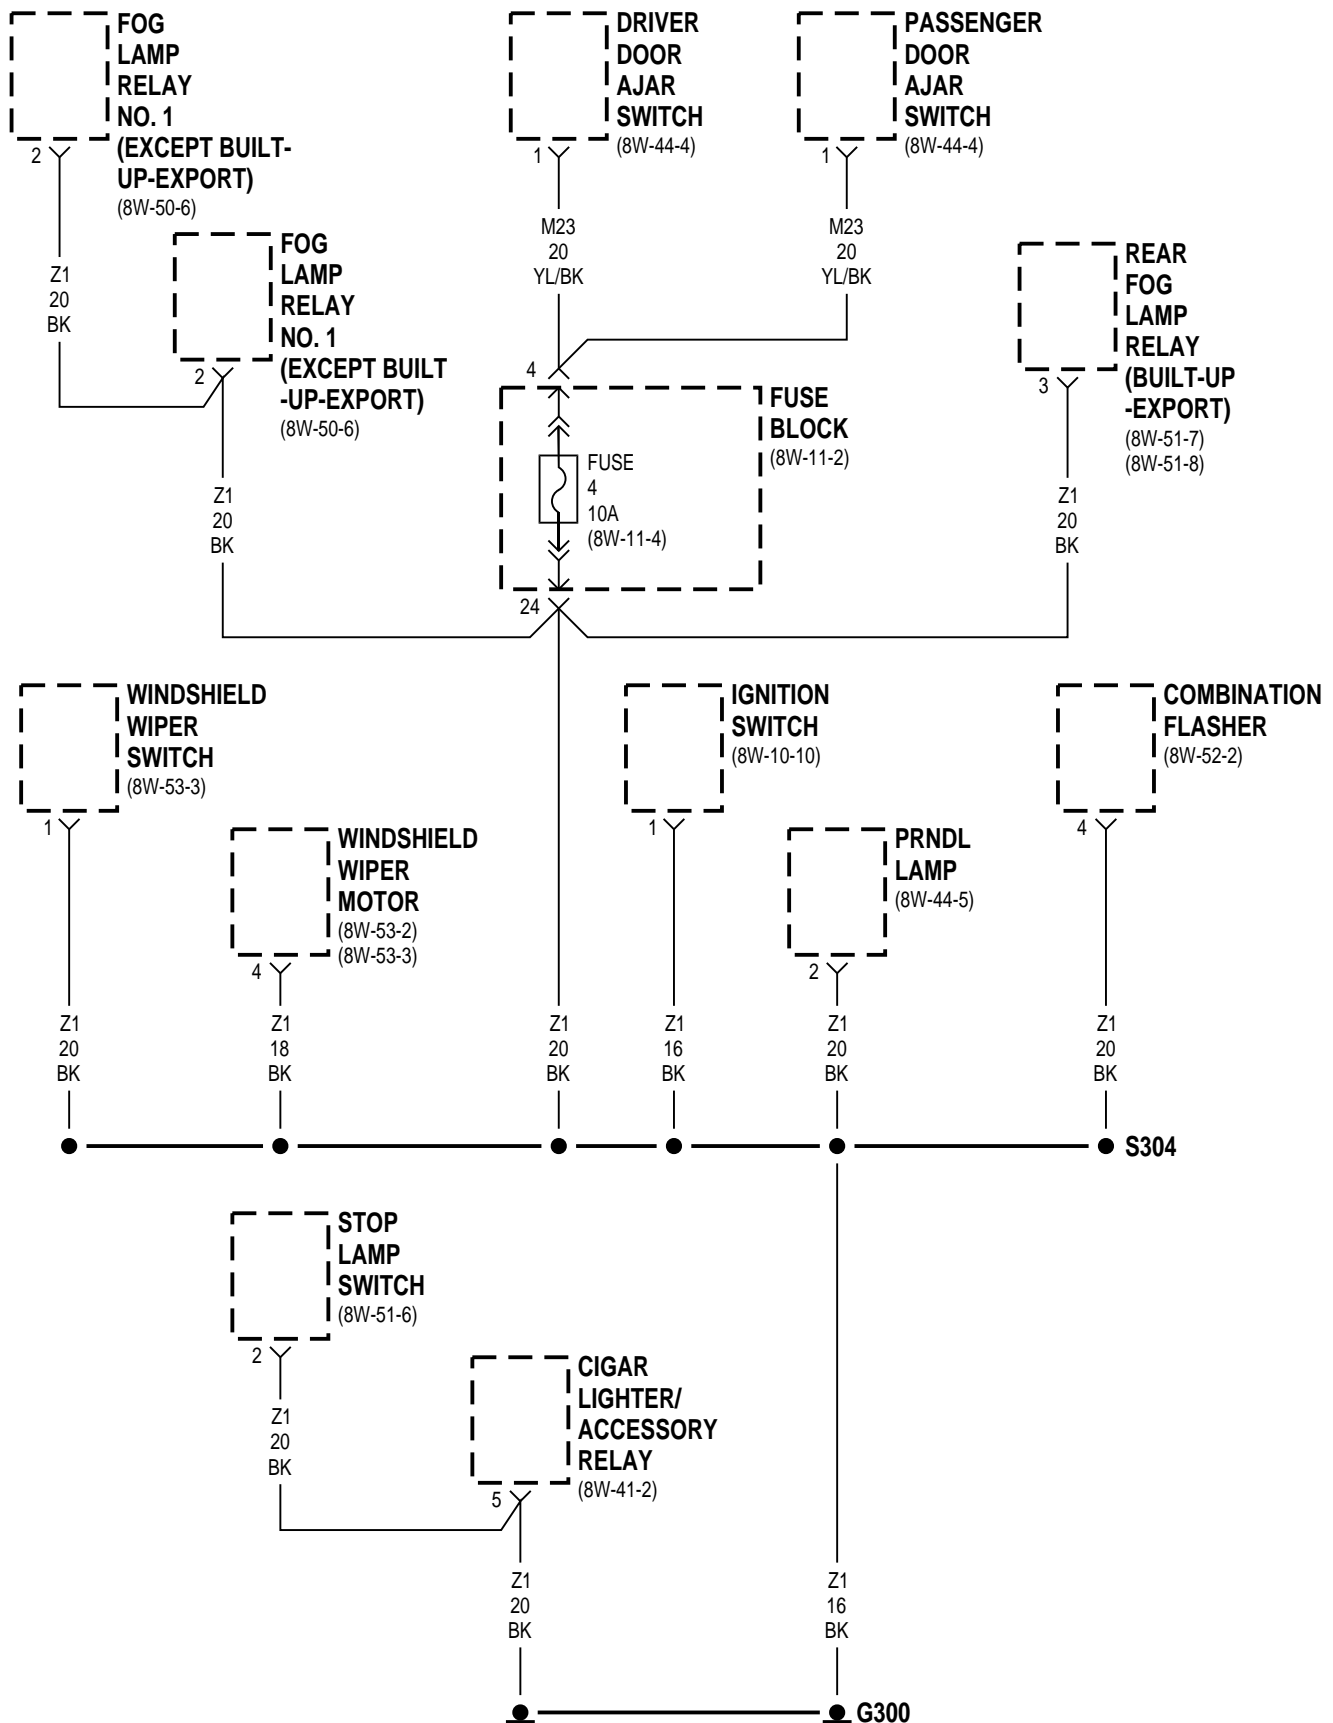 FOG
LAMP
RELAY
NO. 1
(EXCEPT BUILT-
UP-EXPORT)
(8W-50-6)
2
Z1
20
BK
FOG
LAMP
RELAY
NO. 1
(EXCEPT BUILT
-UP-EXPORT)
(8W-50-6)
2
Z1
20
BK
DRIVER
DOOR
AJAR
SWITCH
(8W-44-4)
1
M23
20
YL/BK
PASSENGER
DOOR
AJAR
SWITCH
(8W-44-4)
1
M23
20
YL/BK
4
FUSE
BLOCK
(8W-11-2)
FUSE
4
10A
(8W-11-4)
24
REAR
FOG
LAMP
RELAY
(BUILT-UP
-EXPORT)
(8W-51-7)
(8W-51-8)
3
Z1
20
BK
WINDSHIELD
WIPER
SWITCH
(8W-53-3)
1
Z1
20
BK
WINDSHIELD
WIPER
MOTOR
(8W-53-2)
(8W-53-3)
4
Z1
18
BK
Z1
20
BK
IGNITION
SWITCH
(8W-10-10)
1
Z1
16
BK
PRNDL
LAMP
(8W-44-5)
2
Z1
20
BK
COMBINATION
FLASHER
(8W-52-2)
4
Z1
20
BK
S304
STOP
LAMP
SWITCH
(8W-51-6)
2
Z1
20
BK
CIGAR
LIGHTER/
ACCESSORY
RELAY
(8W-41-2)
5
Z1
20
BK
Z1
16
BK
G300